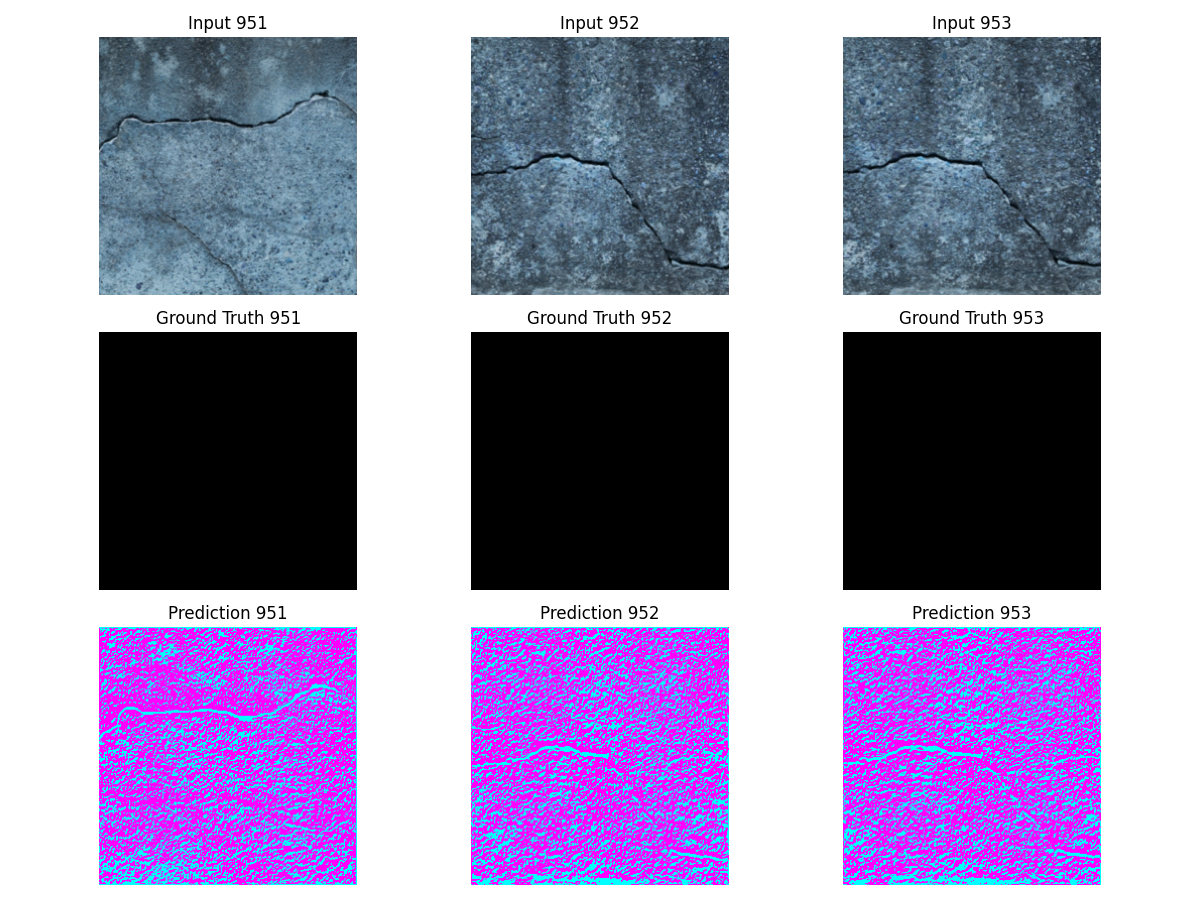 Input 951
Input 952
Input 953
Ground Truth 951
Ground Truth 952
Ground Truth 953
Prediction 951
Prediction 952
Prediction 953